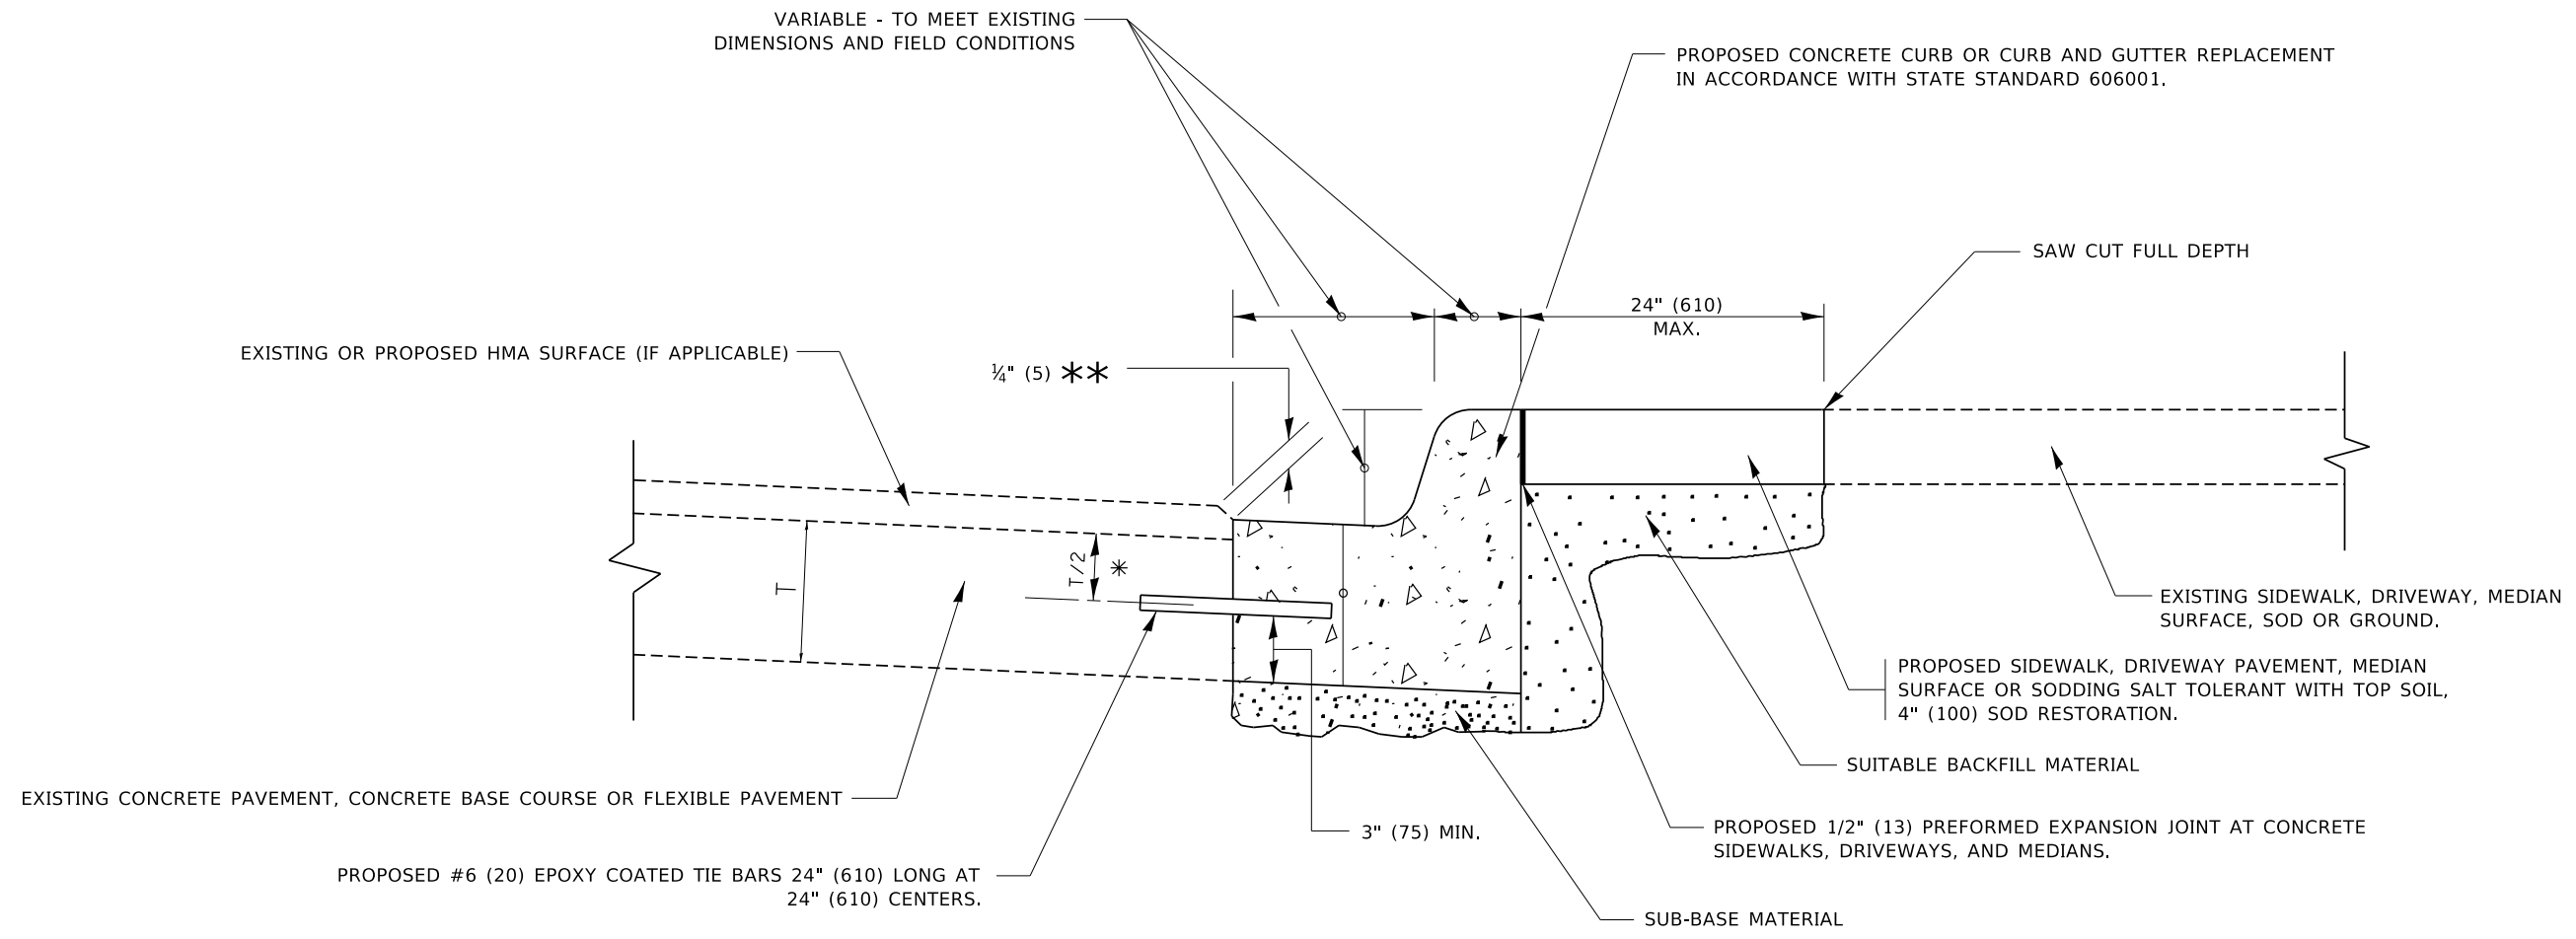 VARIABLE - TO MEET EXISTING
DIMENSIONS AND FIELD CONDITIONS
PROPOSED CONCRETE CURB OR CURB AND GUTTER REPLACEMENT
IN ACCORDANCE WITH STATE STANDARD 606001.
SAW CUT FULL DEPTH
24" (610)
MAX.
EXISTING OR PROPOSED HMA SURFACE (IF APPLICABLE)
¼" (5) **
T
T/2 *
EXISTING SIDEWALK, DRIVEWAY, MEDIAN
SURFACE, SOD OR GROUND.
PROPOSED SIDEWALK, DRIVEWAY PAVEMENT, MEDIAN
SURFACE OR SODDING SALT TOLERANT WITH TOP SOIL,
4" (100) SOD RESTORATION.
SUITABLE BACKFILL MATERIAL
EXISTING CONCRETE PAVEMENT, CONCRETE BASE COURSE OR FLEXIBLE PAVEMENT
3" (75) MIN.
PROPOSED 1/2" (13) PREFORMED EXPANSION JOINT AT CONCRETE
SIDEWALKS, DRIVEWAYS, AND MEDIANS.
PROPOSED #6 (20) EPOXY COATED TIE BARS 24" (610) LONG AT
24" (610) CENTERS.
SUB-BASE MATERIAL